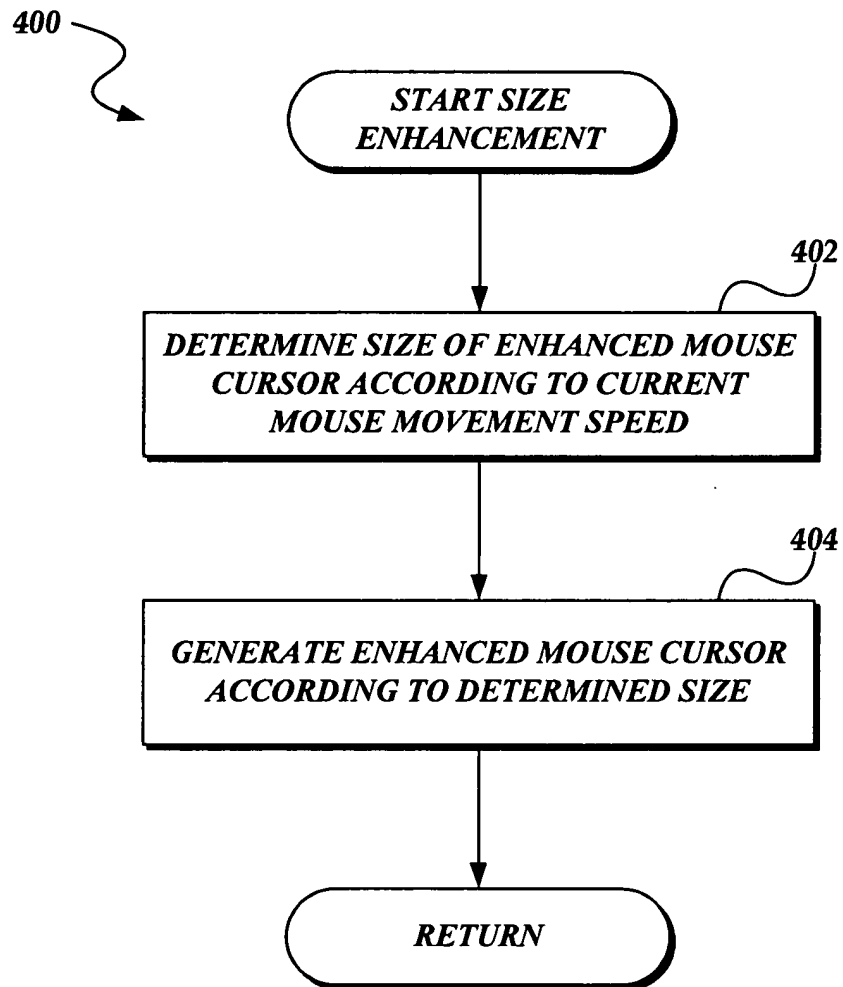 400
START SIZE
ENHANCEMENT
402
DETERMINE SIZE OF ENHANCED MOUSE
CURSOR ACCORDING TO CURRENT
MOUSE MOVEMENT SPEED
404
GENERATE ENHANCED MOUSE CURSOR
ACCORDING TO DETERMINED SIZE
RETURN